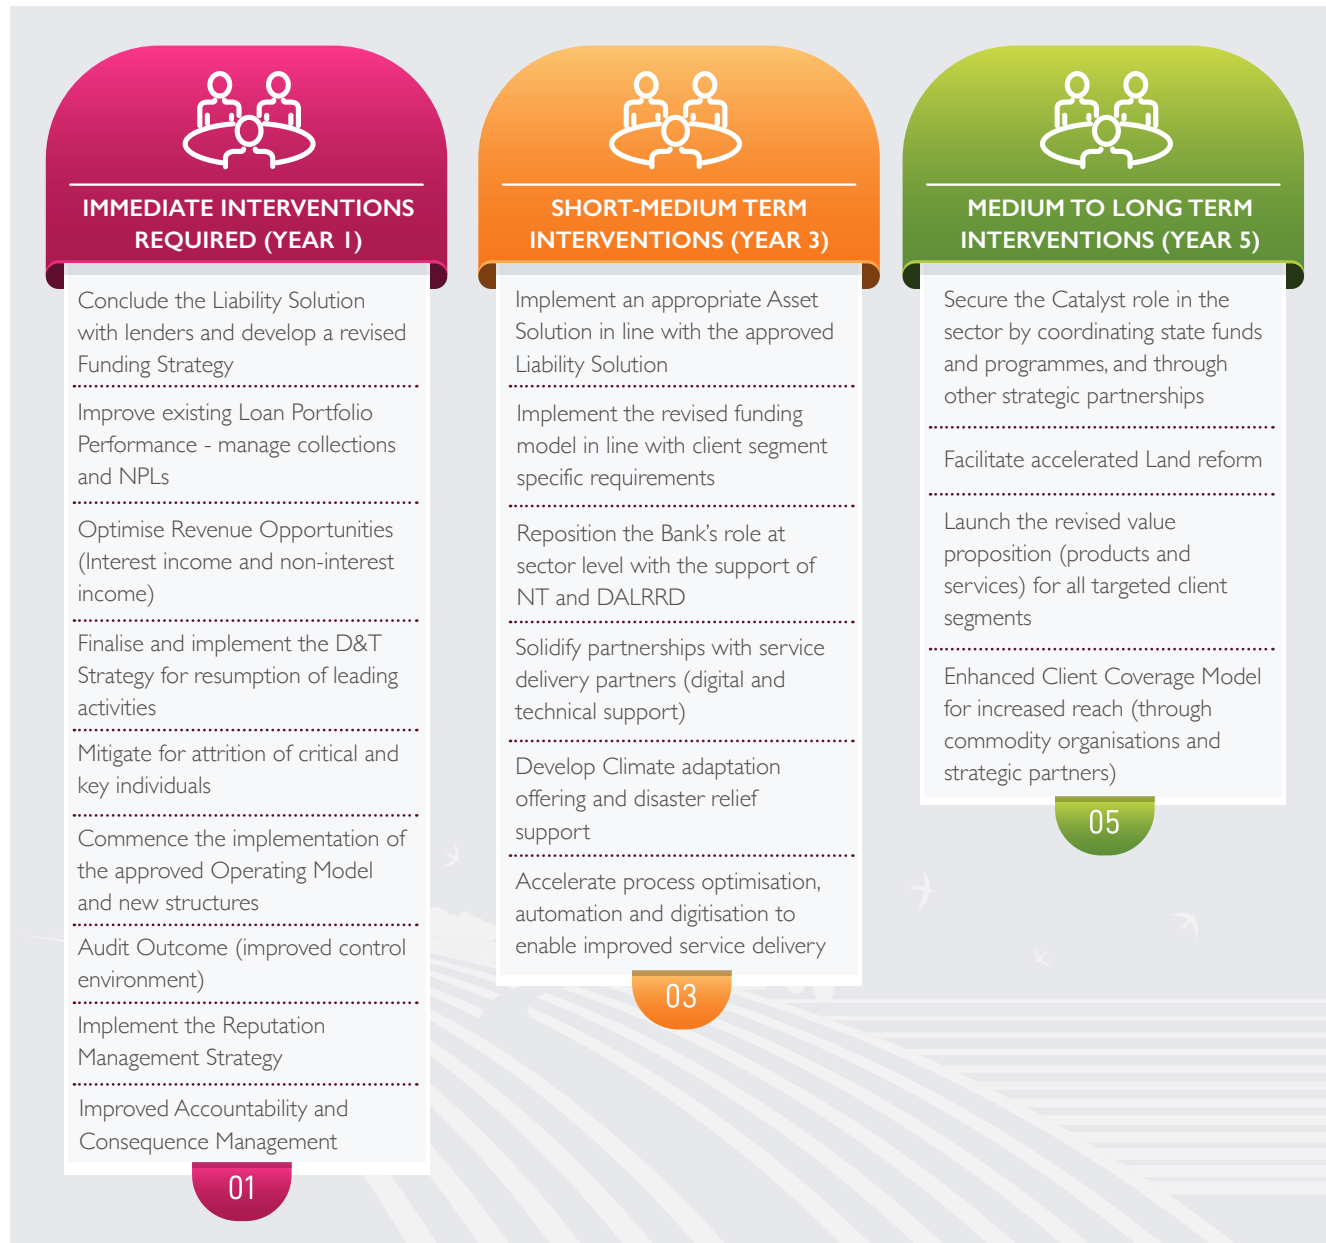 IMMEDIATE INTERVENTIONS
REQUIRED (YEAR 1)
Conclude the Liability Solution
with lenders and develop a revised
Funding Strategy
Improve existing Loan Portfolio
Performance - manage collections
and NPLs
Optimise Revenue Opportunities
(Interest income and non-interest
income)
Finalise and implement the D&T
Strategy for resumption of leading
activities
Mitigate for attrition of critical and
key individuals
Commence the implementation of
the approved Operating Model
and new structures
Audit Outcome (improved control
environment)
Implement the Reputation
Management Strategy
Improved Accountability and
Consequence Management
01
SHORT-MEDIUM TERM
INTERVENTIONS (YEAR 3)
Implement an appropriate Asset
Solution in line with the approved
Liability Solution
Implement the revised funding
model in line with client segment
specific requirements
Reposition the Bank’s role at
sector level with the support of
NT and DALRRD
Solidify partnerships with service
delivery partners (digital and
technical support)
Develop Climate adaptation
offering and disaster relief
support
Accelerate process optimisation,
automation and digitisation to
enable improved service delivery
03
MEDIUM TO LONG TERM
INTERVENTIONS (YEAR 5)
Secure the Catalyst role in the
sector by coordinating state funds
and programmes, and through
other strategic partnerships
Facilitate accelerated Land reform
Launch the revised value
proposition (products and
services) for all targeted client
segments
Enhanced Client Coverage Model
for increased reach (through
commodity organisations and
strategic partners)
05